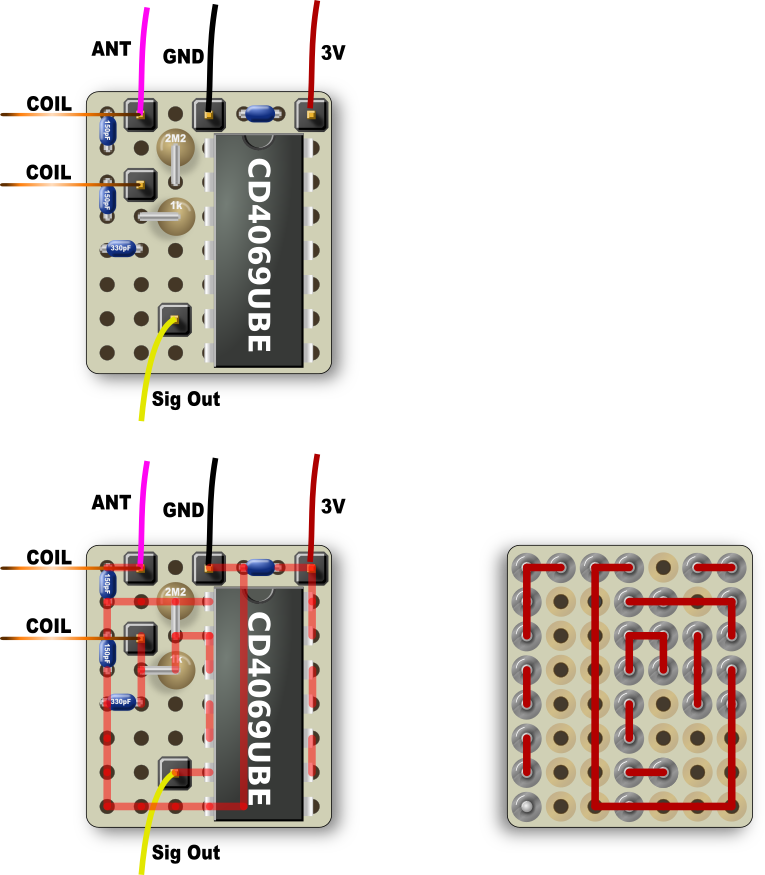 ANT
GND
3V
COIL
150pF
2M2
COIL
150pF
1k
330pF
CD4069UBE
Sig Out
ANT
GND
3V
COIL
150pF
2M2
COIL
150pF
1k
330pF
CD4069UBE
Sig Out